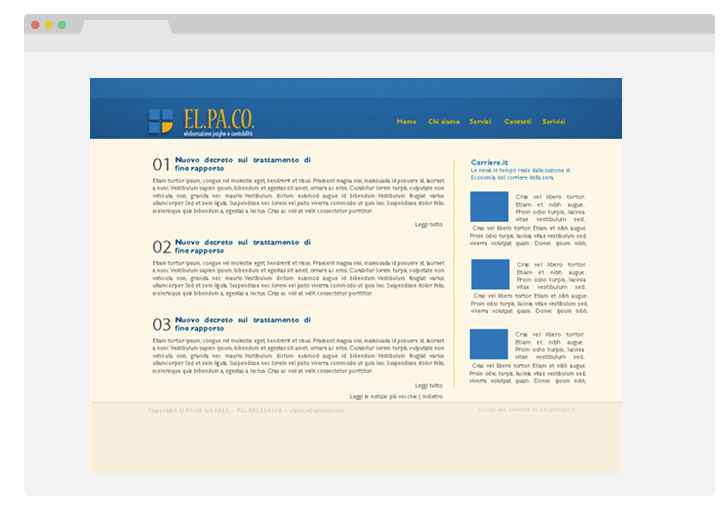 EL.PA.CO.
elaborazione paghe e contabilità
Home Chi siamo Servizi Contatti Scrivici
01 Nuovo decreto sul trattamento di
fine rapporto
Etiam tortor ipsum, congue vel molestie eget, hendrerit et risus. Praesent magna nisi, malesuada id posuere id, laoreet
a nunc. Vestibulum sapien ipsum, bibendum et egestas sit amet, ornare ac eros. Curabitur lorem turpis, vulputate non
vehicula non, gravida nec mauris. Vestibulum dictum euismod augue id bibendum. Vestibulum feugiat varius
ullamcorper. Sed et sem ligula. Suspendisse nec lorem vel justo viverra commodo ut quis leo. Suspendisse dolor felis,
scelerisque quis bibendum a, egestas a lectus. Cras ac nisl at velit consectetur porttitor.
Leggi tutto
02 Nuovo decreto sul trattamento di
fine rapporto
Etiam tortor ipsum, congue vel molestie eget, hendrerit et risus. Praesent magna nisi, malesuada id posuere id, laoreet
a nunc. Vestibulum sapien ipsum, bibendum et egestas sit amet, ornare ac eros. Curabitur lorem turpis, vulputate non
vehicula non, gravida nec mauris. Vestibulum dictum euismod augue id bibendum. Vestibulum feugiat varius
ullamcorper. Sed et sem ligula. Suspendisse nec lorem vel justo viverra commodo ut quis leo. Suspendisse dolor felis,
scelerisque quis bibendum a, egestas a lectus. Cras ac nisl at velit consectetur porttitor.
03 Nuovo decreto sul trattamento di
fine rapporto
Etiam tortor ipsum, congue vel molestie eget, hendrerit et risus. Praesent magna nisi, malesuada id posuere id, laoreet
a nunc. Vestibulum sapien ipsum, bibendum et egestas sit amet, ornare ac eros. Curabitur lorem turpis, vulputate non
vehicula non, gravida nec mauris. Vestibulum dictum euismod augue id bibendum. Vestibulum feugiat varius
ullamcorper. Sed et sem ligula. Suspendisse nec lorem vel justo viverra commodo ut quis leo. Suspendisse dolor felis,
scelerisque quis bibendum a, egestas a lectus. Cras ac nisl at velit consectetur porttitor.
Leggi tutto
Leggi le notizie più vecchie | Indietro
Corriere.it
Le news in tempo reale dalla sezione di
Economia del corriere della sera
Cras vel libero tortor.
Etiam et nibh augue.
Proin odio turpis, lacinia
vitae vestibulum sed,
Cras vel libero tortor. Etiam et nibh augue.
Proin odio turpis, lacinia vitae vestibulum sed,
viverra volutpat quam. Donec ipsum nibh,
Cras vel libero tortor.
Etiam et nibh augue.
Proin odio turpis, lacinia
vitae vestibulum sed,
Cras vel libero tortor. Etiam et nibh augue.
Proin odio turpis, lacinia vitae vestibulum sed,
viverra volutpat quam. Donec ipsum nibh,
Cras vel libero tortor.
Etiam et nibh augue.
Proin odio turpis, lacinia
vitae vestibulum sed,
Cras vel libero tortor. Etiam et nibh augue.
Proin odio turpis, lacinia vitae vestibulum sed,
viverra volutpat quam. Donec ipsum nibh,
Copyright ELPACO srl
Design and powered by